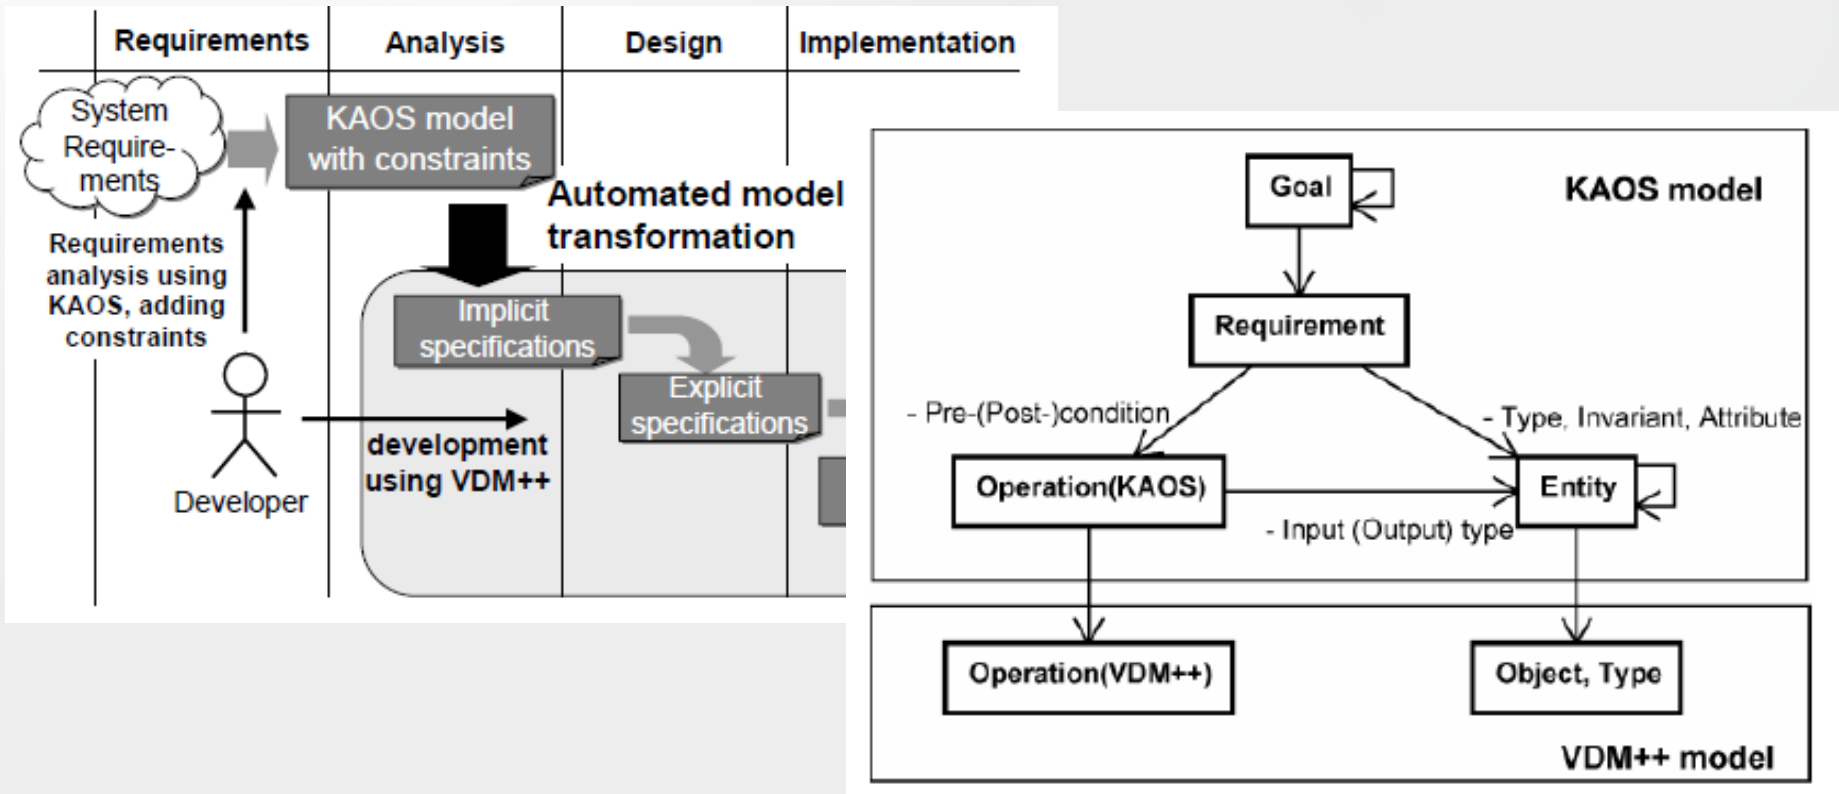 Requirements
Analysis
Design
Implementation
System
Require-
ments
KAOS model
with constraints
Automated model
transformation
Requirements
analysis using
KAOS, adding
constraints
Implicit
specifications
Explicit
specifications
development
using VDM++
Developer
KAOS model
Goal
Requirement
- Pre-(Post-)condition
- Type, Invariant, Attribute
Operation(KAOS)
Entity
- Input (Output) type
Operation(VDM++)
Object, Type
VDM++ model